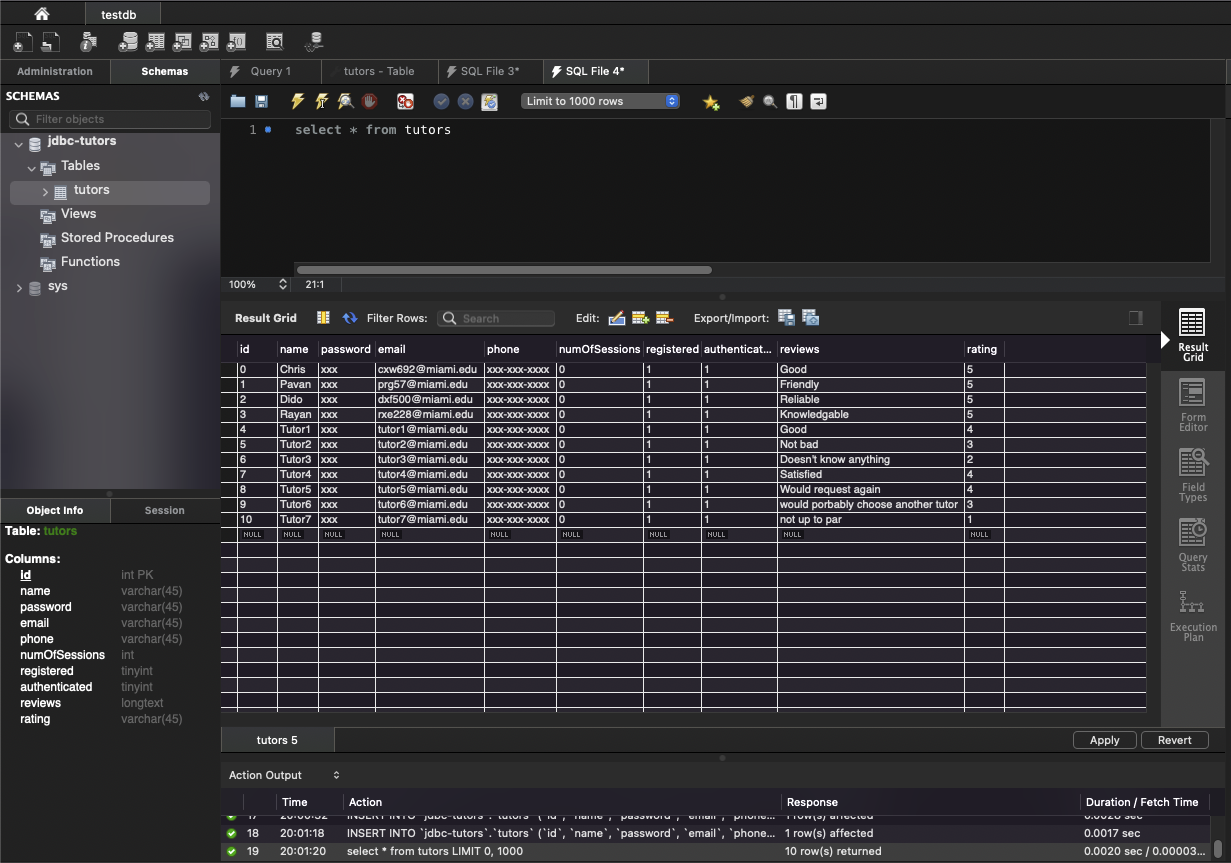 testdb
Administration Schemas Query 1 tutors - Table SQL File 3* SQL File 4*
SCHEMAS
Filter objects
jdbc-tutors
Tables
tutors
Views
Stored Procedures
Functions
sys
Limit to 1000 rows
1 select * from tutors
100% 21:1
Result Grid Filter Rows: Search Edit: Export/Import:
id name password email phone numOfSessions registered authenticat... reviews rating
0 Chris xxx cxw692@miami.edu xxx-xxx-xxxx 0 1 1 Good 5
1 Pavan xxx prg57@miami.edu xxx-xxx-xxxx 0 1 1 Friendly 5
2 Dido xxx dxf500@miami.edu xxx-xxx-xxxx 0 1 1 Reliable 5
3 Rayan xxx rxe228@miami.edu xxx-xxx-xxxx 0 1 1 Knowledgable 5
4 Tutor1 xxx tutor1@miami.edu xxx-xxx-xxxx 0 1 1 Good 4
5 Tutor2 xxx tutor2@miami.edu xxx-xxx-xxxx 0 1 1 Not bad 3
6 Tutor3 xxx tutor3@miami.edu xxx-xxx-xxxx 0 1 1 Doesn't know anything 2
7 Tutor4 xxx tutor4@miami.edu xxx-xxx-xxxx 0 1 1 Satisfied 4
8 Tutor5 xxx tutor5@miami.edu xxx-xxx-xxxx 0 1 1 Would request again 4
9 Tutor6 xxx tutor6@miami.edu xxx-xxx-xxxx 0 1 1 would porbably choose another tutor 3
10 Tutor7 xxx tutor7@miami.edu xxx-xxx-xxxx 0 1 1 not up to par 1
NULL NULL NULL NULL NULL NULL NULL NULL NULL NULL
Result
Grid
Form
Editor
Field
Types
Query
Stats
Execution
Plan
Object Info Session
Table: tutors
Columns:
id int PK
name varchar(45)
password varchar(45)
email varchar(45)
phone varchar(45)
numOfSessions int
registered tinyint
authenticated tinyint
reviews longtext
rating varchar(45)
tutors 5 Apply Revert
Action Output
Time Action Response Duration / Fetch Time
17 20:00:52 INSERT INTO `jdbc-tutors`.`tutors` (`id`, `name`, `password`, `email`, `phone... 1 row(s) affected 0.0028 sec
18 20:01:18 INSERT INTO `jdbc-tutors`.`tutors` (`id`, `name`, `password`, `email`, `phone... 1 row(s) affected 0.0017 sec
19 20:01:20 select * from tutors LIMIT 0, 1000 10 row(s) returned 0.0020 sec / 0.00003...